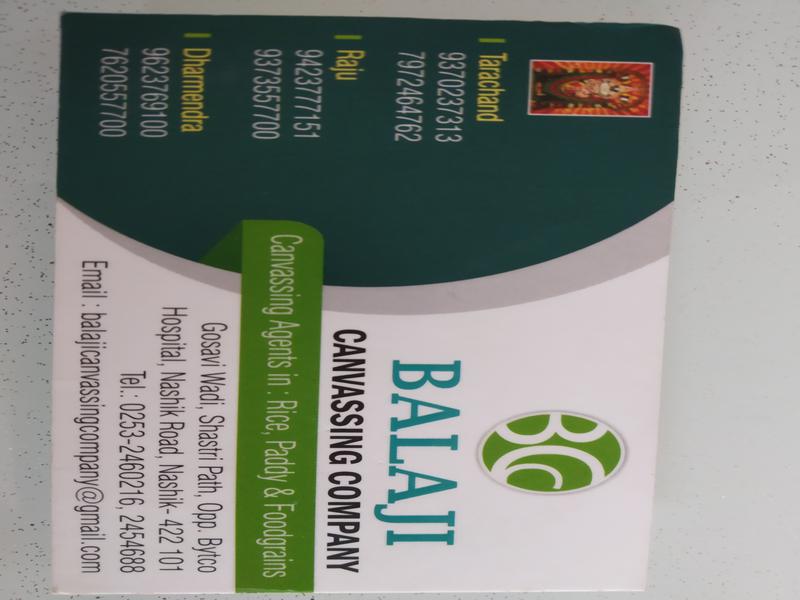 Tarachand
9370237313
7972464762
Raju
9423777151
9373557700
Dharmendra
9623769100
7620557700
BCC
BALAJI
CANVASSING COMPANY
Canvassing Agents in : Rice, Paddy & Foodgrains
Gosavi Wadi, Shastri Path, Opp. Bytco
Hospital, Nashik Road, Nashik- 422 101
Tel.: 0253-2460216, 2454688
Email : balajicanvassingcompany@gmail.com